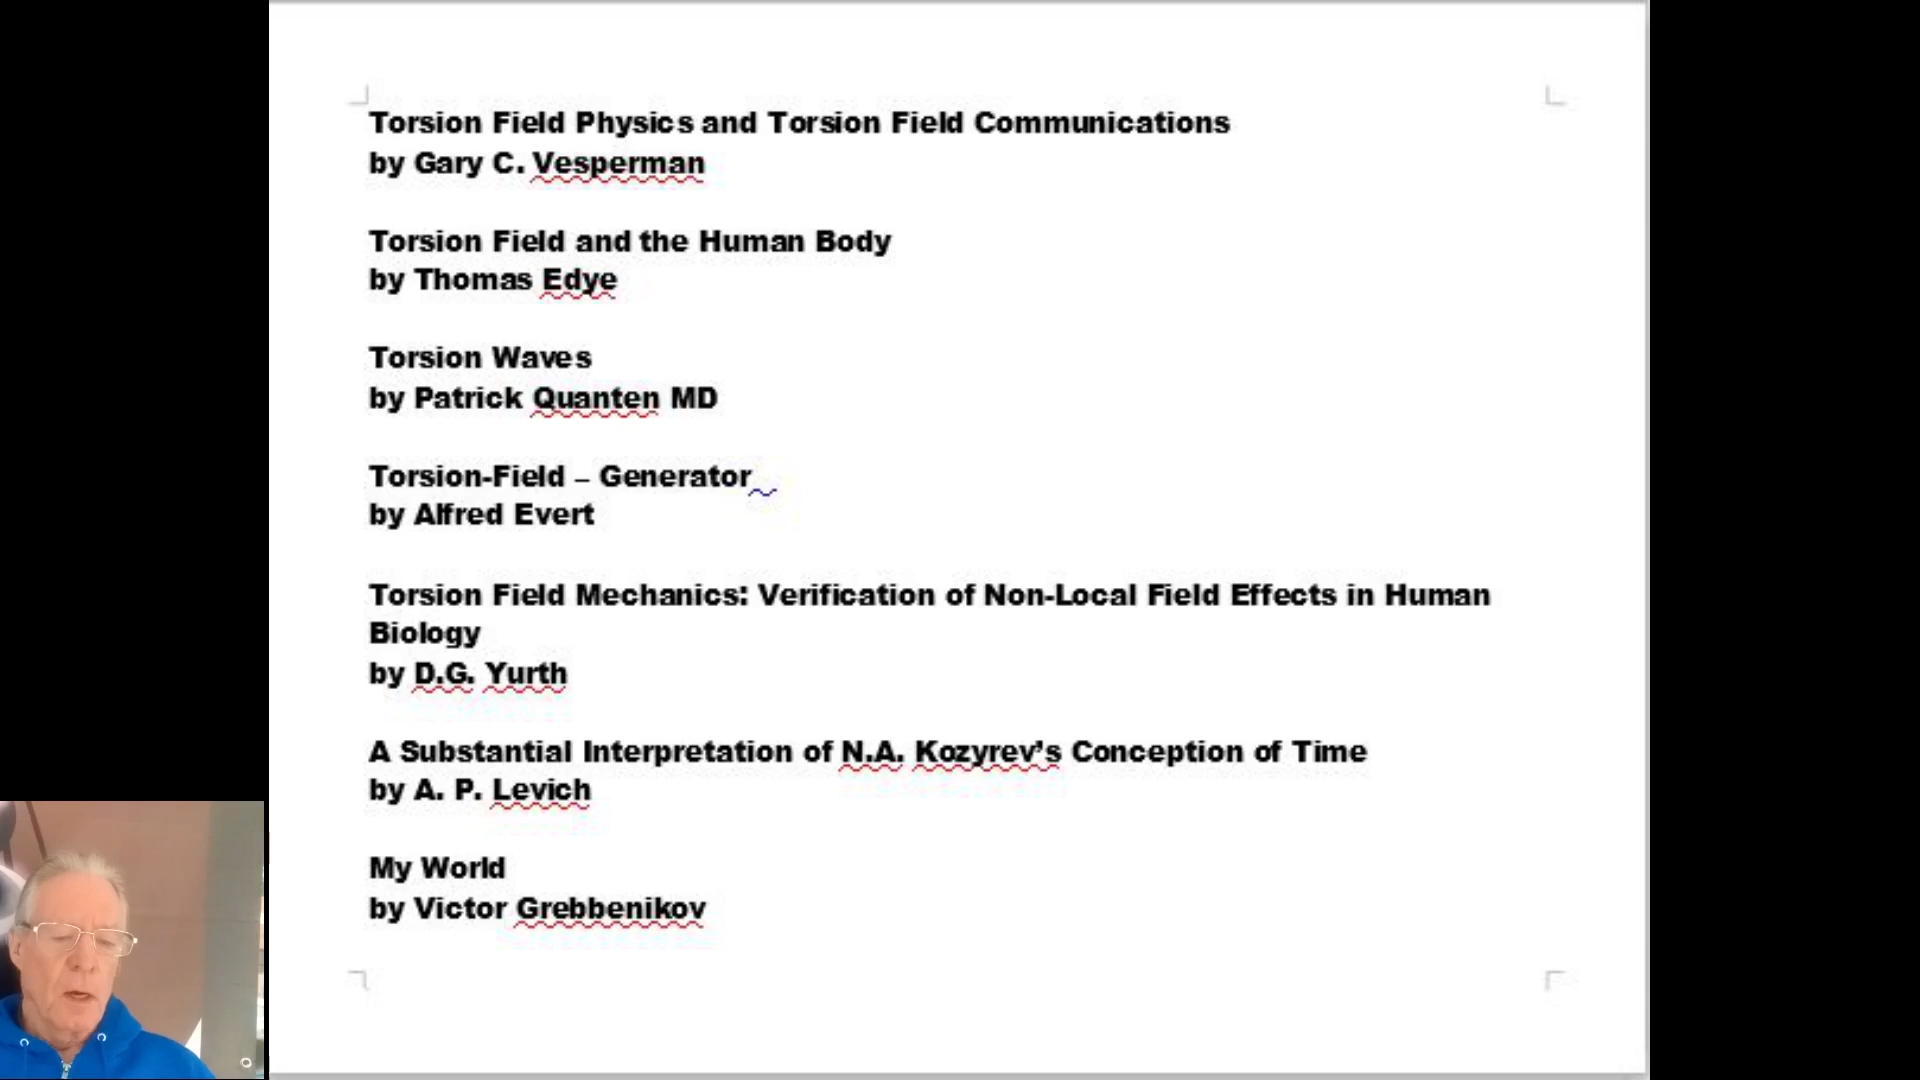 Torsion Field Physics and Torsion Field Communications
by Gary C. Vesperman
Torsion Field and the Human Body
by Thomas Edye
Torsion Waves
by Patrick Quanten MD
Torsion-Field – Generator
by Alfred Evert
Torsion Field Mechanics: Verification of Non-Local Field Effects in Human
Biology
by D.G. Yurth
A Substantial Interpretation of N.A. Kozyrev’s Conception of Time
by A. P. Levich
My World
by Victor Grebbenikov